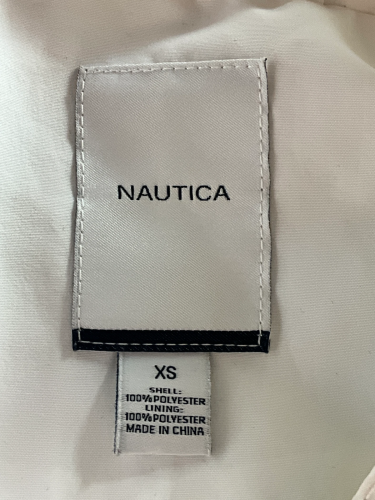 NAUTICA
XS
SHELL:
100%POLYESTER
LINING:
100%POLYESTER
MADE IN CHINA